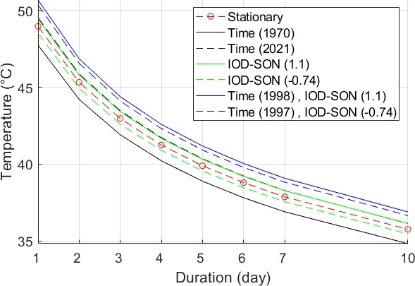 50
45
40
35
Temperature (°C)
Stationary
Time (1970)
Time (2021)
IOD-SON (1.1)
IOD-SON (-0.74)
Time (1998) , IOD-SON (1.1)
Time (1997) , IOD-SON (-0.74)
1 2 3 4 5 6 7 10
Duration (day)